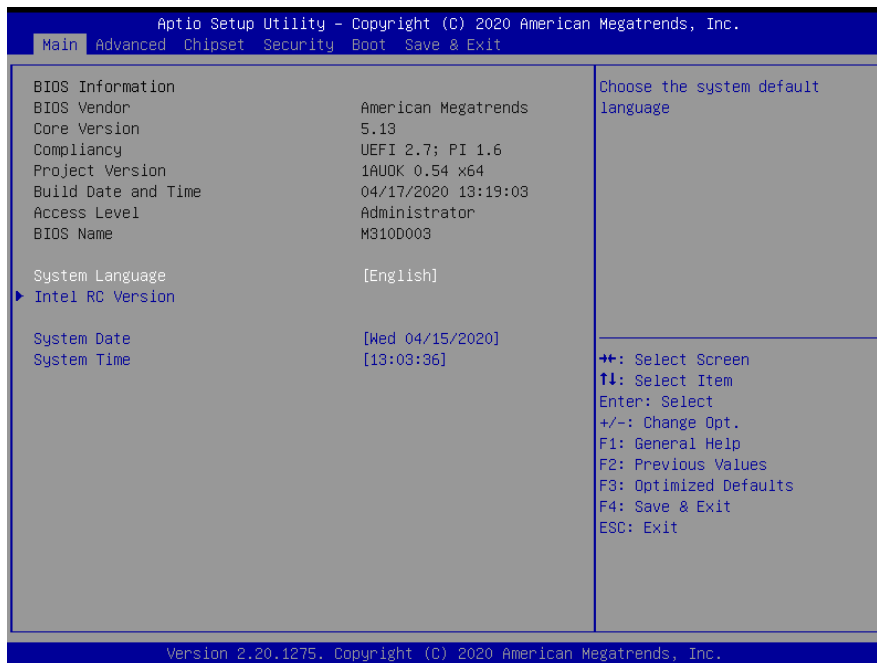 Aptio Setup Utility – Copyright (C) 2020 American Megatrends, Inc.
Main Advanced Chipset Security Boot Save & Exit
BIOS Information
BIOS Vendor American Megatrends
Core Version 5.13
Compliancy UEFI 2.7; PI 1.6
Project Version 1AUOK 0.54 x64
Build Date and Time 04/17/2020 13:19:03
Access Level Administrator
BIOS Name M310D003
System Language [English]
Intel RC Version
System Date [Wed 04/15/2020]
System Time [13:03:36]
Choose the system default
language
→←: Select Screen
↑↓: Select Item
Enter: Select
+/-: Change Opt.
F1: General Help
F2: Previous Values
F3: Optimized Defaults
F4: Save & Exit
ESC: Exit
Version 2.20.1275. Copyright (C) 2020 American Megatrends, Inc.